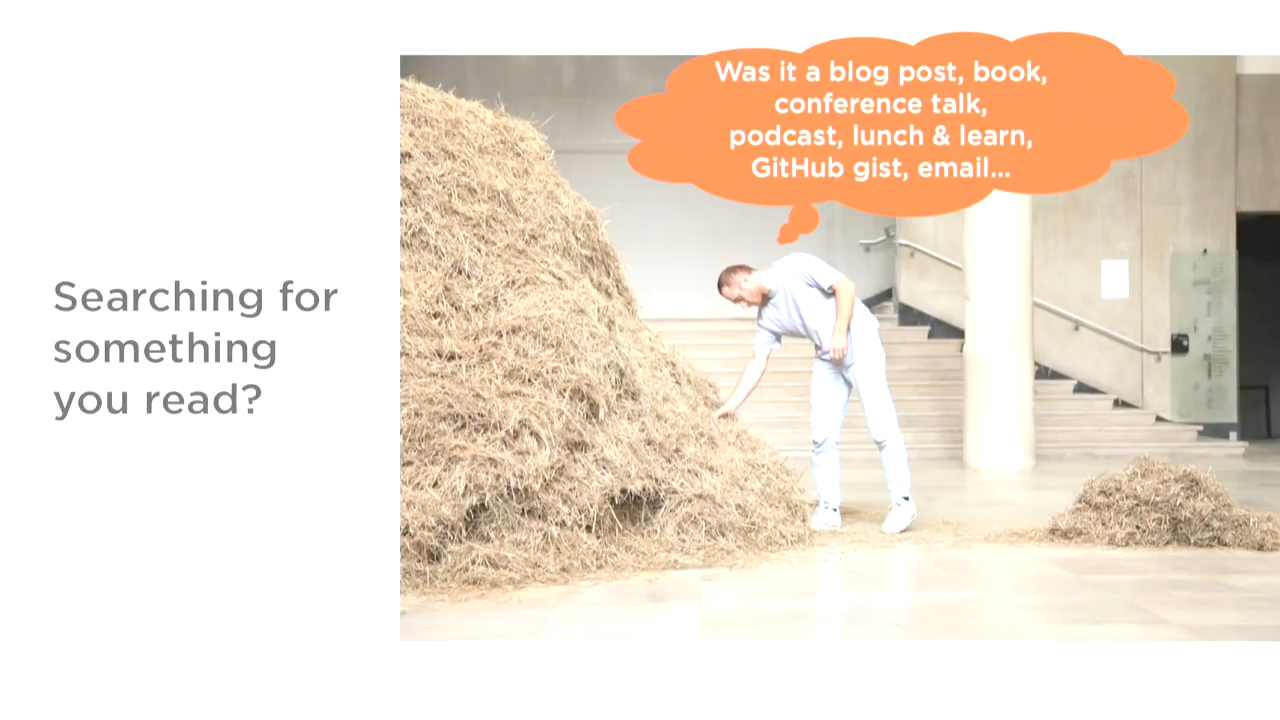 Searching for
something
you read?
Was it a blog post, book,
conference talk,
podcast, lunch & learn,
GitHub gist, email...